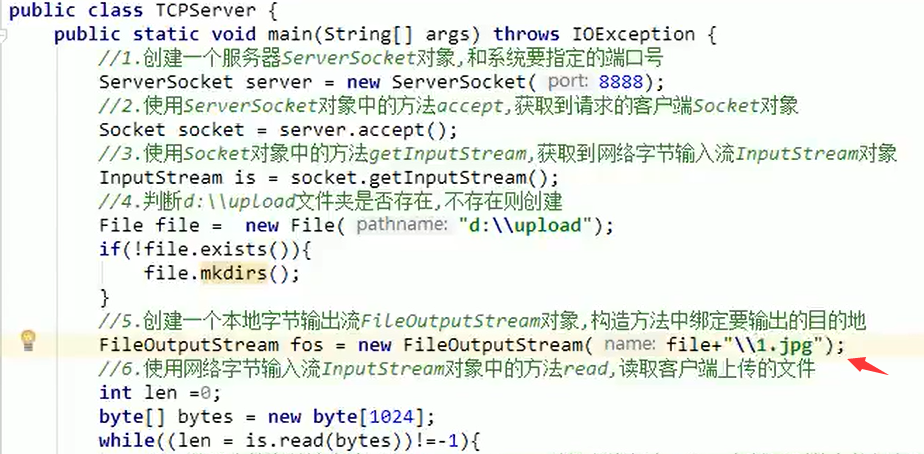 public class TCPServer {
public static void main(String[] args) throws IOException {
//1.创建一个服务器ServerSocket对象,和系统要指定的端口号
ServerSocket server = new ServerSocket( port: 8888);
//2.使用ServerSocket对象中的方法accept,获取到请求的客户端Socket对象
Socket socket = server.accept();
//3.使用Socket对象中的方法getInputStream,获取到网络字节输入流InputStream对象
InputStream is = socket.getInputStream();
//4.判断d:\\upload文件夹是否存在,不存在则创建
File file =  new File( pathname: "d:\\upload");
if(!file.exists()){
file.mkdirs();
}
//5.创建一个本地字节输出流FileOutputStream对象,构造方法中绑定要输出的目的地
FileOutputStream fos = new FileOutputStream( name: file+"\\1.jpg");
//6.使用网络字节输入流InputStream对象中的方法read,读取客户端上传的文件
int len =0;
byte[] bytes = new byte[1024];
while((len = is.read(bytes))!=-1){